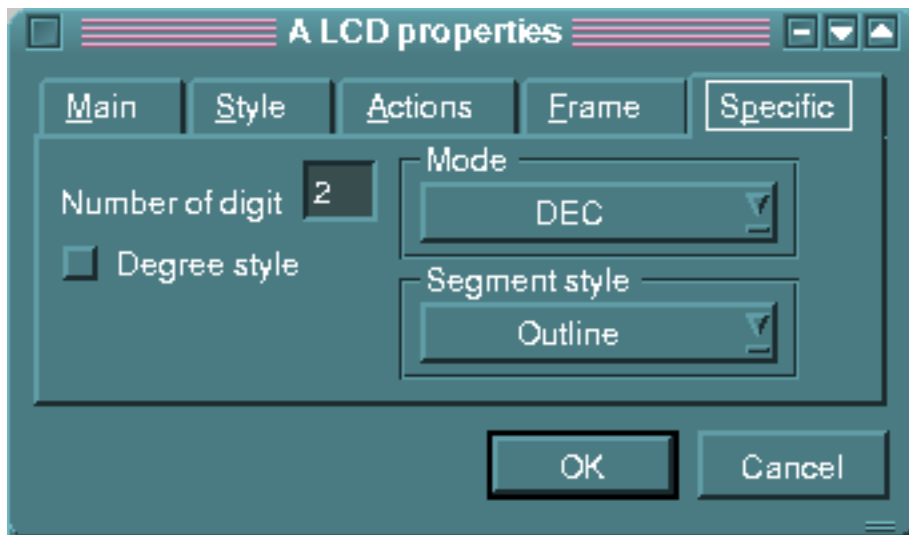 A LCD properties
Main Style Actions Frame Specific
Mode
Number of digit 2
DEC
Degree style
Segment style
Outline
OK Cancel